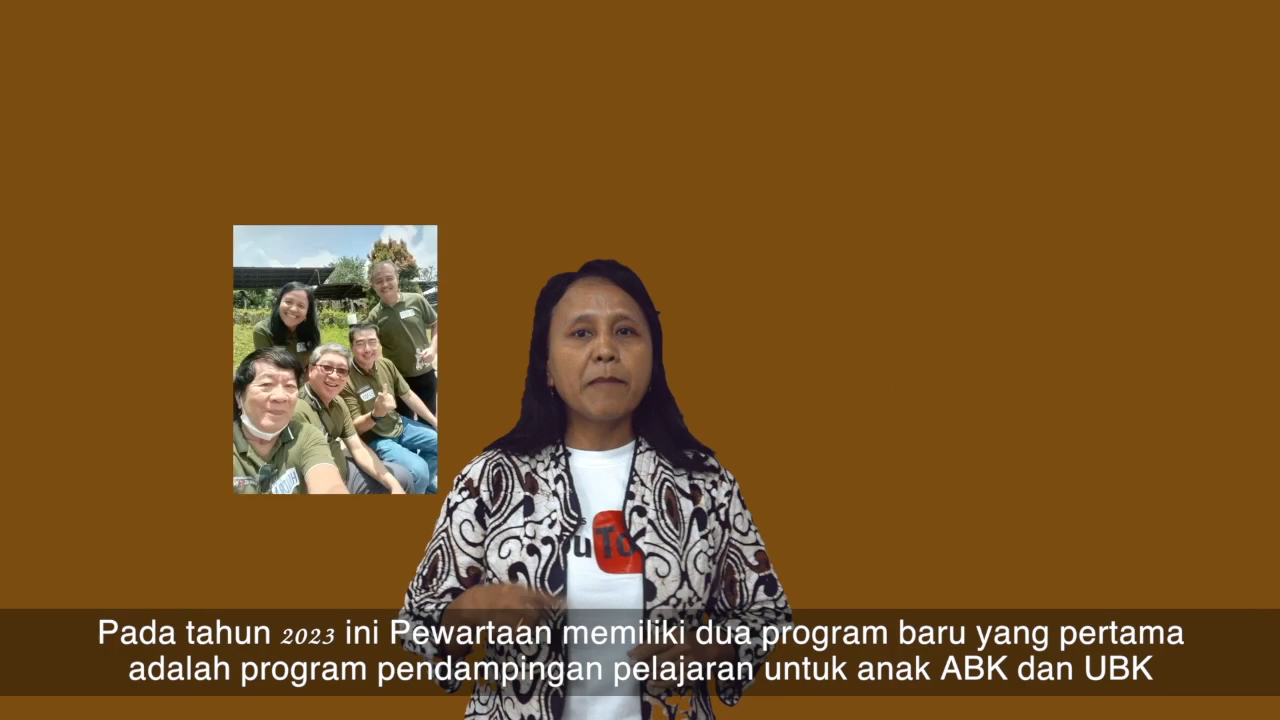 uTu
Pada tahun 2023 ini Pewartaan memiliki dua program baru yang pertama
adalah program pendampingan pelajaran untuk anak ABK dan UBK